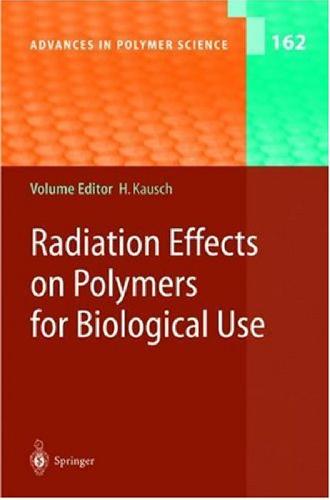 ADVANCES IN POLYMER SCIENCE 162
Volume Editor H. Kausch
Radiation Effects
on Polymers
for Biological Use
Springer